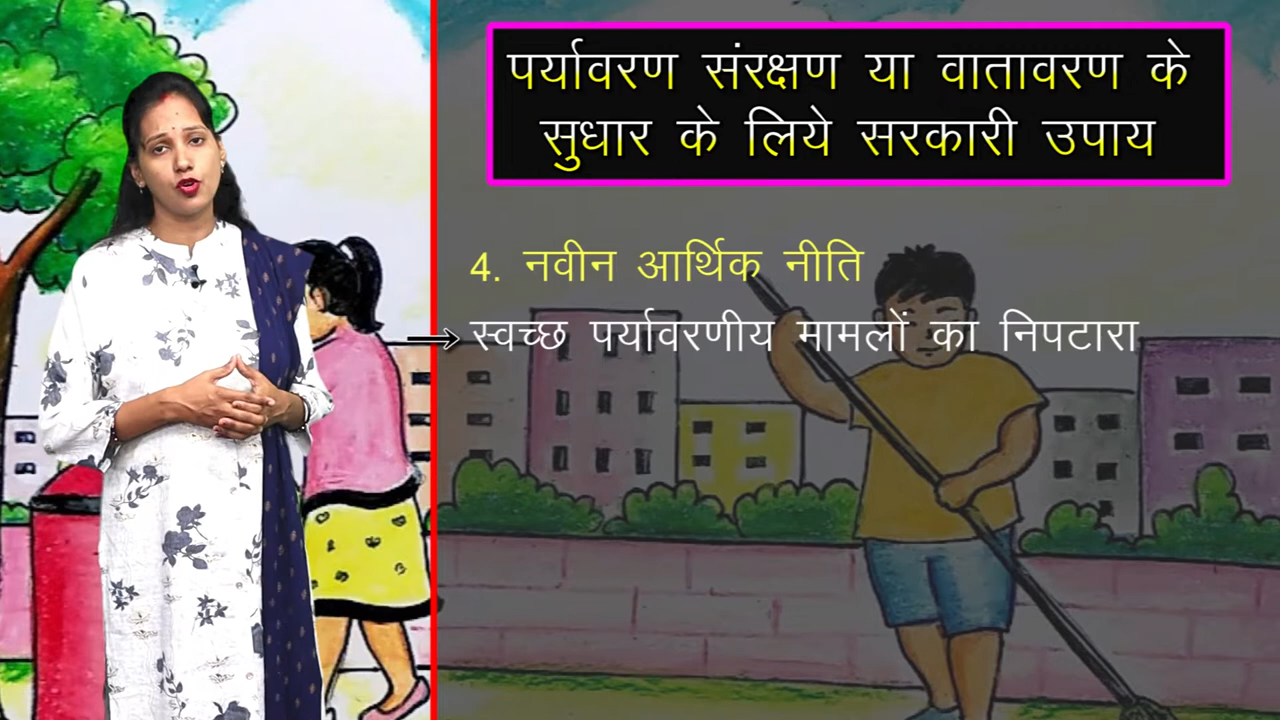 पर्यावरण संरक्षण या वातावरण के
सुधार के लिये सरकारी उपाय
4. नवीन आर्थिक नीति
स्वच्छ पर्यावरणीय मामलों का निपटारा